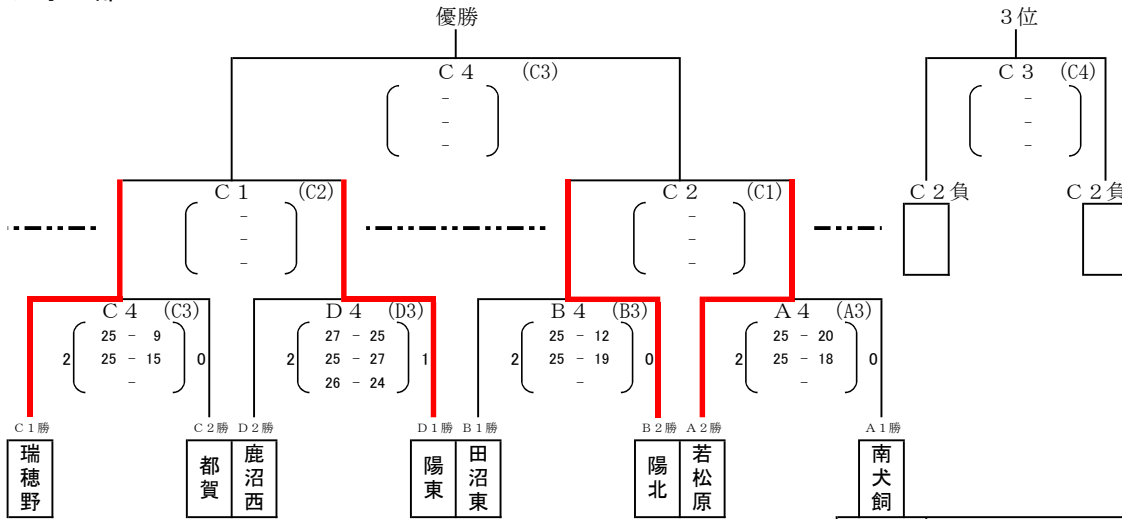 優勝
3位
C4 (C3)
-
-
-
C3 (C4)
-
-
-
C1 (C2)
-
-
-
C2 (C1)
-
-
-
C2負
C2負
C4 (C3)
2 25 - 9 0
25 - 15
-
D4 (D3)
2 27 - 25 1
25 - 27
26 - 24
B4 (B3)
2 25 - 12 0
25 - 19
-
A4 (A3)
2 25 - 20 0
25 - 18
-
C1勝
C2勝
D2勝
D1勝
B1勝
B2勝
A2勝
A1勝
瑞穂野
都賀
鹿沼西
陽東
田沼東
陽北
若松原
南犬飼